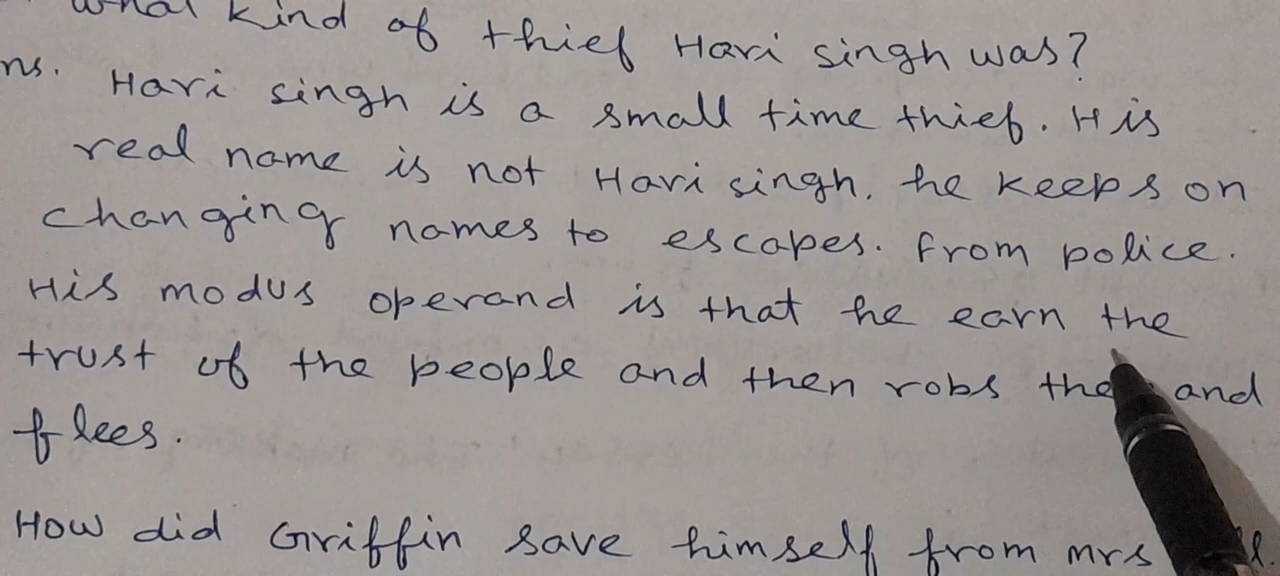 What kind of thief Hari singh was?
ns. Hari singh is a small time thief. His
real name is not Hari singh. he keeps on
changing names to escapes. from police.
His modus operand is that he earn the
trust of the people and then robs the and
flees.
How did Griffin save himself from mrs